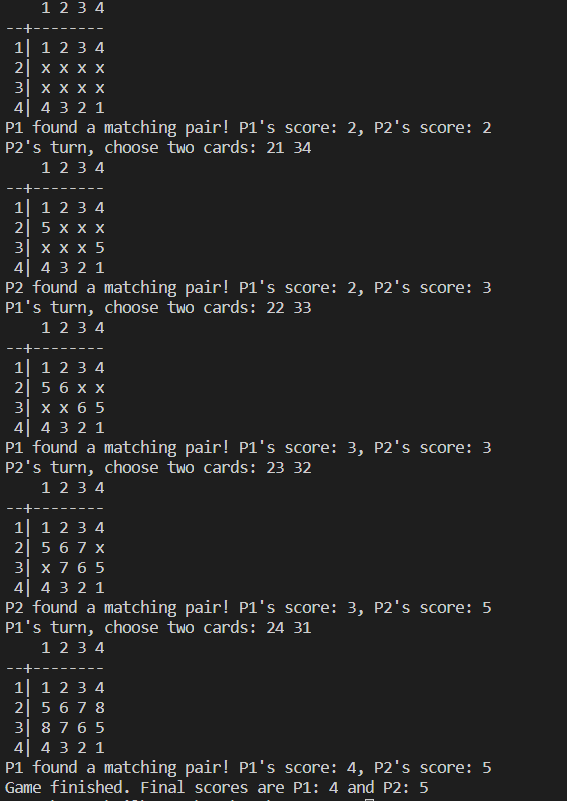 1 2 3 4
--+--------
 1| 1 2 3 4
 2| x x x x
 3| x x x x
 4| 4 3 2 1
P1 found a matching pair! P1's score: 2, P2's score: 2
P2's turn, choose two cards: 21 34
    1 2 3 4
--+--------
 1| 1 2 3 4
 2| 5 x x x
 3| x x x 5
 4| 4 3 2 1
P2 found a matching pair! P1's score: 2, P2's score: 3
P1's turn, choose two cards: 22 33
    1 2 3 4
--+--------
 1| 1 2 3 4
 2| 5 6 x x
 3| x x 6 5
 4| 4 3 2 1
P1 found a matching pair! P1's score: 3, P2's score: 3
P2's turn, choose two cards: 23 32
    1 2 3 4
--+--------
 1| 1 2 3 4
 2| 5 6 7 x
 3| x 7 6 5
 4| 4 3 2 1
P2 found a matching pair! P1's score: 3, P2's score: 5
P1's turn, choose two cards: 24 31
    1 2 3 4
--+--------
 1| 1 2 3 4
 2| 5 6 7 8
 3| 8 7 6 5
 4| 4 3 2 1
P1 found a matching pair! P1's score: 4, P2's score: 5
Game finished. Final scores are P1: 4 and P2: 5